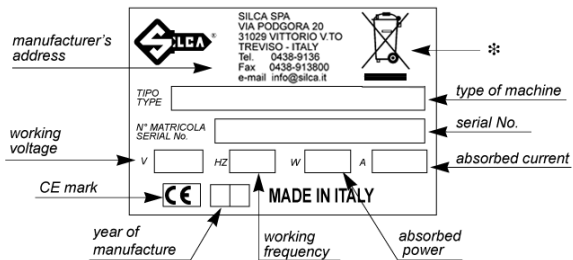 manufacturer's
address
SILCA®
SILCA SPA
VIA PODGORA 20
31029 VITTORIO V.TO
TREVISO - ITALY
Tel. 0438-9136
Fax 0438-913800
e-mail info@silca.it
*
TIPO
TYPE
type of machine
N° MATRICOLA
SERIAL No.
serial No.
working
voltage
V HZ W A
absorbed current
CE mark
CE
MADE IN ITALY
year of
manufacture
working
frequency
absorbed
power